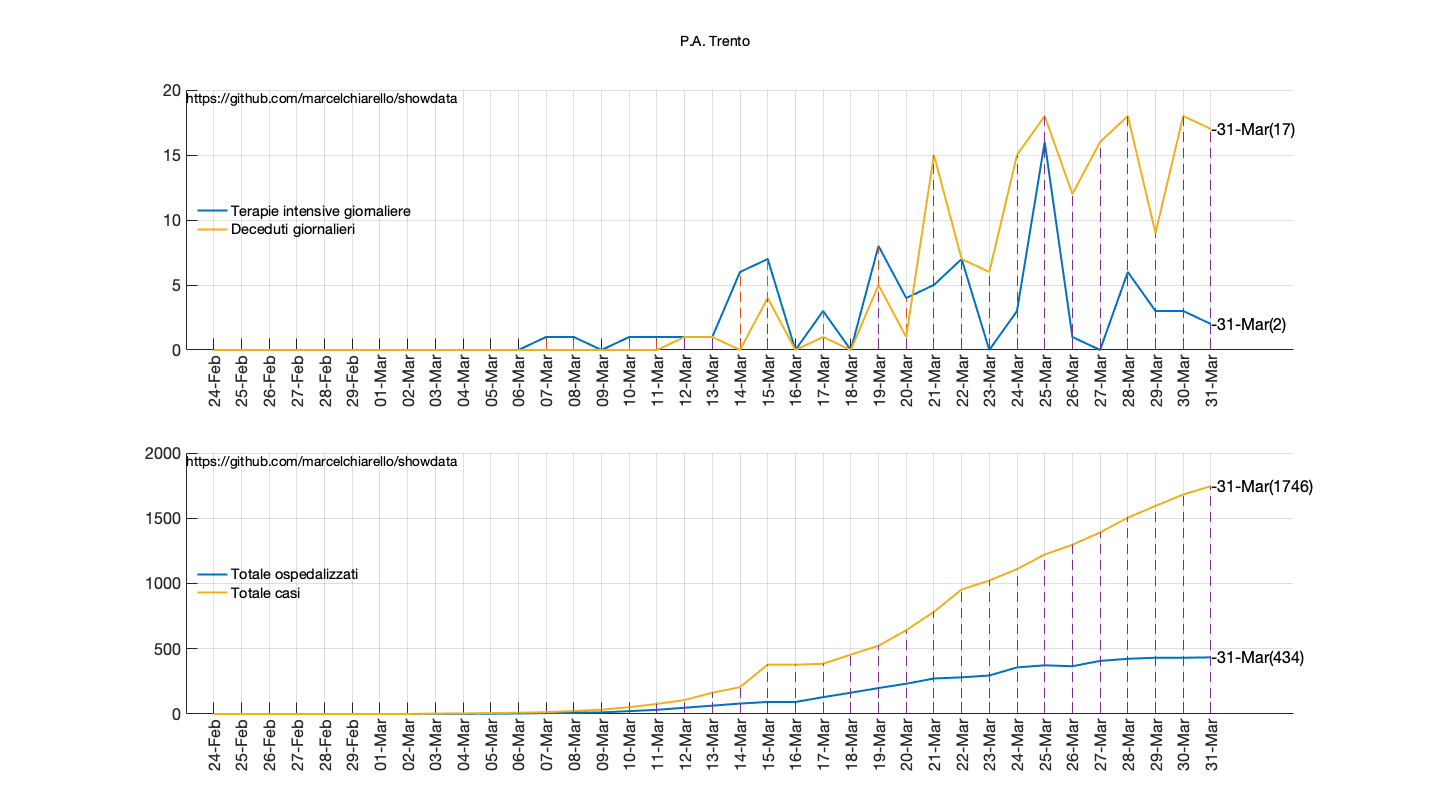 P.A. Trento
20
https://github.com/marcelchiarello/showdata
-31-Mar(17)
15
Terapie intensive giornaliere
10
Deceduti giornalieri
5
-31-Mar(2)
0
24-Feb
25-Feb
26-Feb
27-Feb
28-Feb
29-Feb
01-Mar
02-Mar
03-Mar
04-Mar
05-Mar
06-Mar
07-Mar
08-Mar
09-Mar
10-Mar
11-Mar
12-Mar
13-Mar
14-Mar
15-Mar
16-Mar
17-Mar
18-Mar
19-Mar
20-Mar
21-Mar
22-Mar
23-Mar
24-Mar
25-Mar
26-Mar
27-Mar
28-Mar
29-Mar
30-Mar
31-Mar
2000
https://github.com/marcelchiarello/showdata
-31-Mar(1746)
1500
Totale ospedalizzati
1000
Totale casi
500
-31-Mar(434)
0
24-Feb
25-Feb
26-Feb
27-Feb
28-Feb
29-Feb
01-Mar
02-Mar
03-Mar
04-Mar
05-Mar
06-Mar
07-Mar
08-Mar
09-Mar
10-Mar
11-Mar
12-Mar
13-Mar
14-Mar
15-Mar
16-Mar
17-Mar
18-Mar
19-Mar
20-Mar
21-Mar
22-Mar
23-Mar
24-Mar
25-Mar
26-Mar
27-Mar
28-Mar
29-Mar
30-Mar
31-Mar